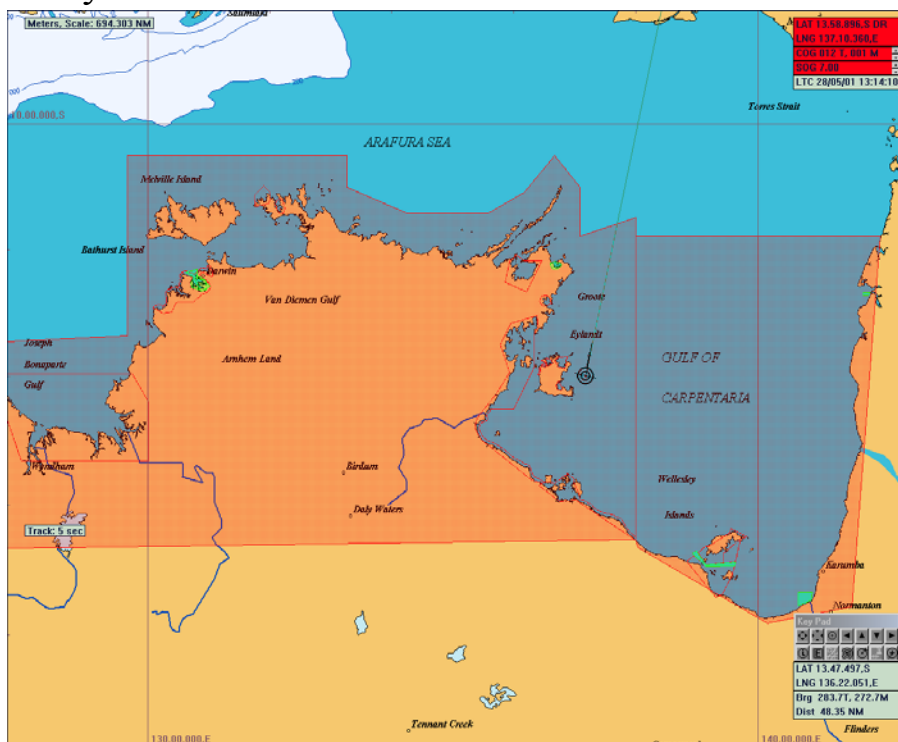 Meters, Scale: 694.303 NM
LAT 13.58.896,S DR
LNG 137.10.360,E
COG 012 T, 001 M
SOG 7.00
LTC 28/05/01 13:14:10
Torres Strait
ARAFURA SEA
Melville Island
Bathurst Island
Darwin
Van Diemen Gulf
Groote
Eylandt
Joseph
Bonaparte
Gulf
Arnhem Land
GULF OF
CARPENTARIA
Wyndham
Birdum
Daly Waters
Wellesley
Islands
Track: 5 sec
Karumba
Normanton
Key Pad
LAT 13.47.497,S
LNG 136.22.051,E
Brg 283.7T, 272.7M
Dist 48.35 NM
Tennant Creek
Flinders
130,00.000,E
140,00.000,E